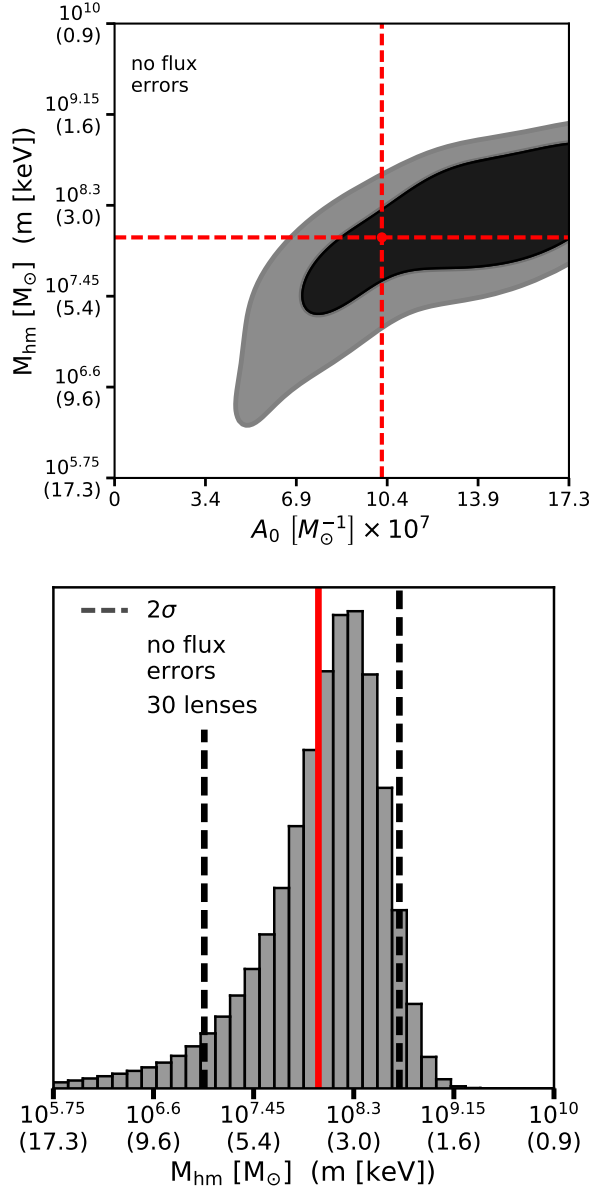 10^10
(0.9)
no flux
errors
10^9.15
(1.6)
10^8.3
(3.0)
10^7.45
(5.4)
10^6.6
(9.6)
10^5.75
(17.3)
M_hm [M_⊙] (m [keV])
0 3.4 6.9 10.4 13.9 17.3
A_0 [M_⊙^−1] × 10^7
2σ
no flux
errors
30 lenses
10^5.75 10^6.6 10^7.45 10^8.3 10^9.15 10^10
(17.3) (9.6) (5.4) (3.0) (1.6) (0.9)
M_hm [M_⊙] (m [keV])